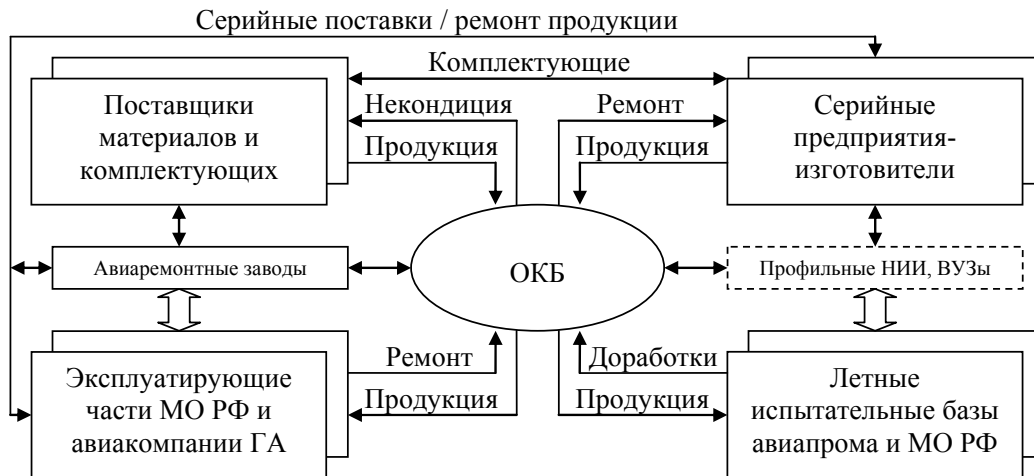 Серийные поставки / ремонт продукции
Комплектующие
Поставщики
материалов и
комплектующих
Некондиция
Ремонт
Продукция
Продукция
Серийные
предприятия-
изготовители
Авиаремонтные заводы
ОКБ
Профильные НИИ, ВУЗы
Эксплуатирующие
части МО РФ и
авиакомпании ГА
Ремонт
Доработки
Продукция
Продукция
Летные
испытательные базы
авиапрома и МО РФ